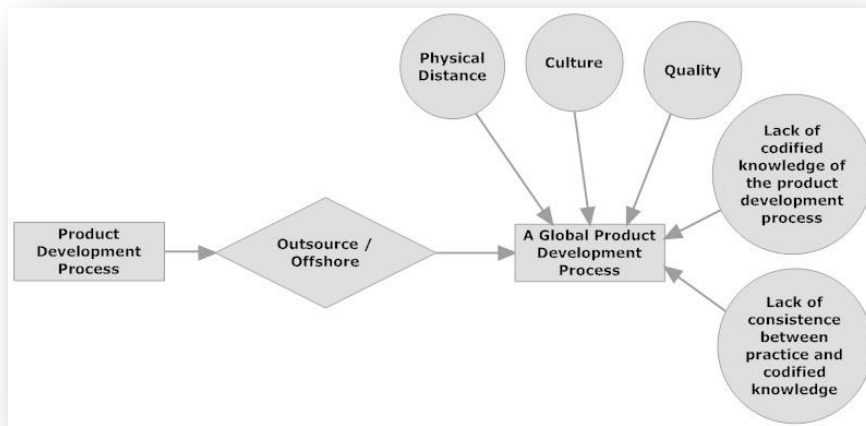 Physical
Distance
Culture
Quality
Lack of
codified
knowledge of
the product
development
process
Product
Development
Process
Outsource /
Offshore
A Global Product
Development
Process
Lack of
consistence
between
practice and
codified
knowledge